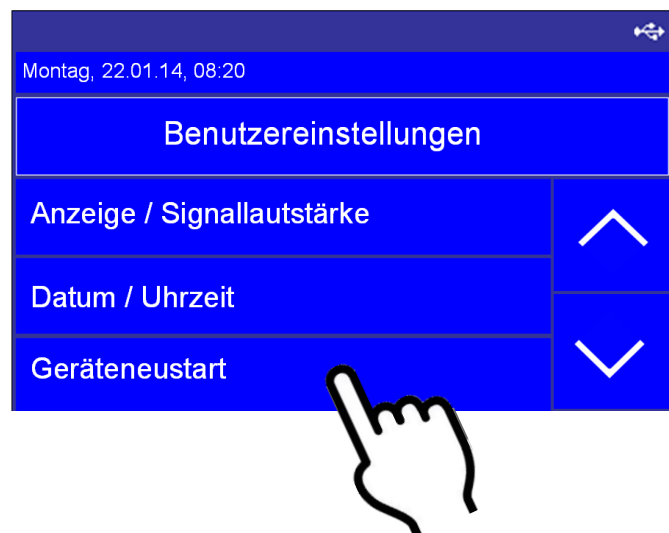 Montag, 22.01.14, 08:20
Benutzereinstellungen
Anzeige / Signallautstärke
Datum / Uhrzeit
Geräteneustart